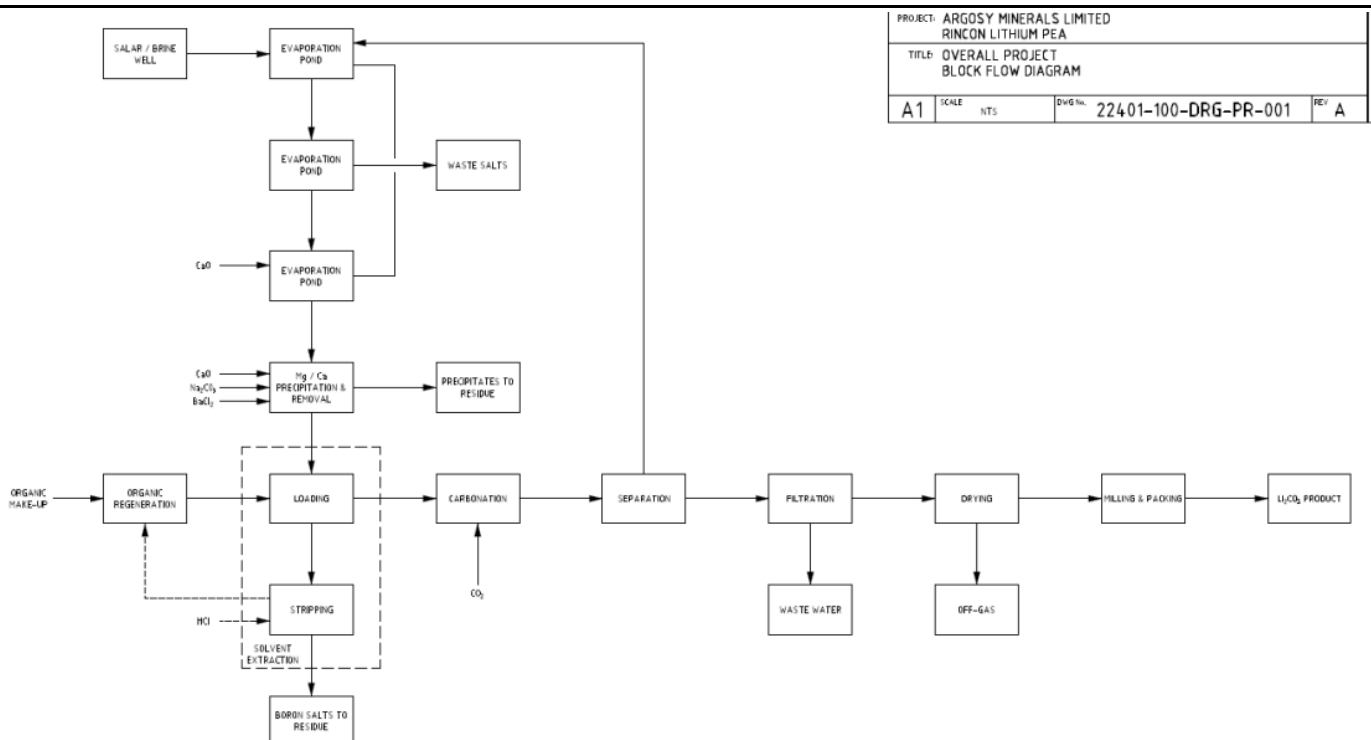 PROJECT: ARGOSY MINERALS LIMITED
RINCON LITHIUM PEA
TITLE: OVERALL PROJECT
BLOCK FLOW DIAGRAM
A1 SCALE NTS DWG No. 22401-100-DRG-PR-001 REV A
SALAR / BRINE
WELL
EVAPORATION
POND
EVAPORATION
POND
WASTE SALTS
CaO
EVAPORATION
POND
CaO
Na₂CO₃
BaCl₂
Mg / Ca
PRECIPITATION &
REMOVAL
PRECIPITATES TO
RESIDUE
ORGANIC
MAKE-UP
ORGANIC
REGENERATION
LOADING
CARBONATION
SEPARATION
FILTRATION
DRYING
MILLING & PACKING
Li₂CO₃ PRODUCT
HCl
STRIPPING
CO₂
WASTE WATER
OFF-GAS
SOLVENT
EXTRACTION
BORON SALTS TO
RESIDUE